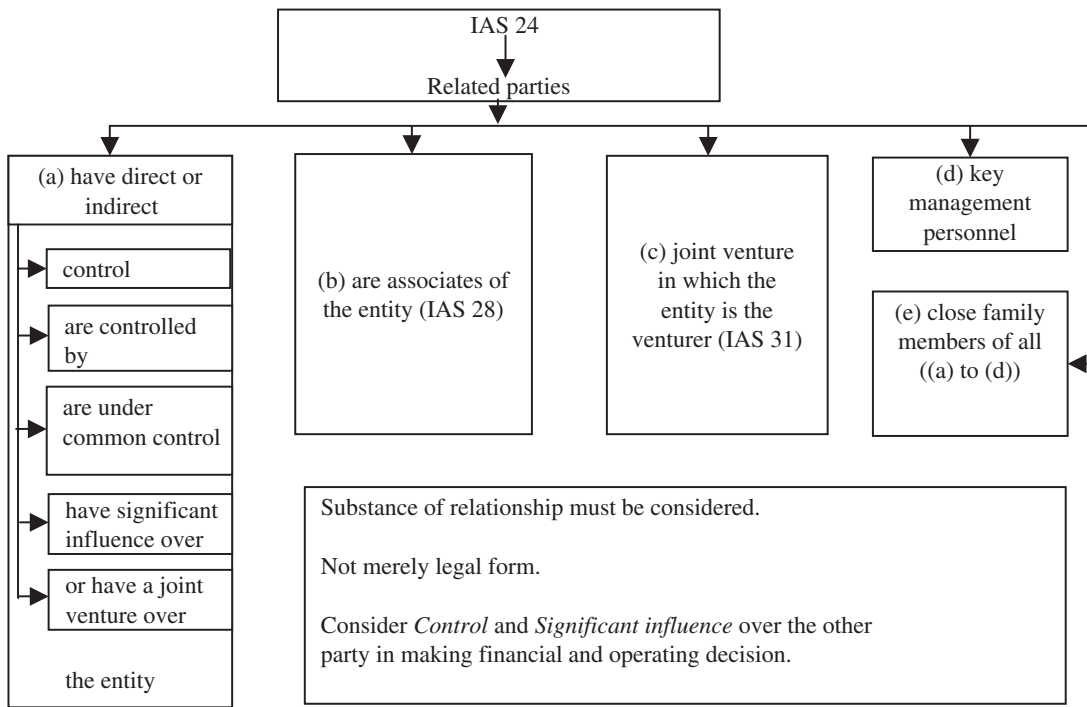 IAS 24
Related parties
(a) have direct or
indirect
control
are controlled
by
are under
common control
have significant
influence over
or have a joint
venture over
the entity
(b) are associates of
the entity (IAS 28)
(c) joint venture
in which the
entity is the
venturer (IAS 31)
(d) key
management
personnel
(e) close family
members of all
((a) to (d))
Substance of relationship must be considered.
Not merely legal form.
Consider Control and Significant influence over the other
party in making financial and operating decision.